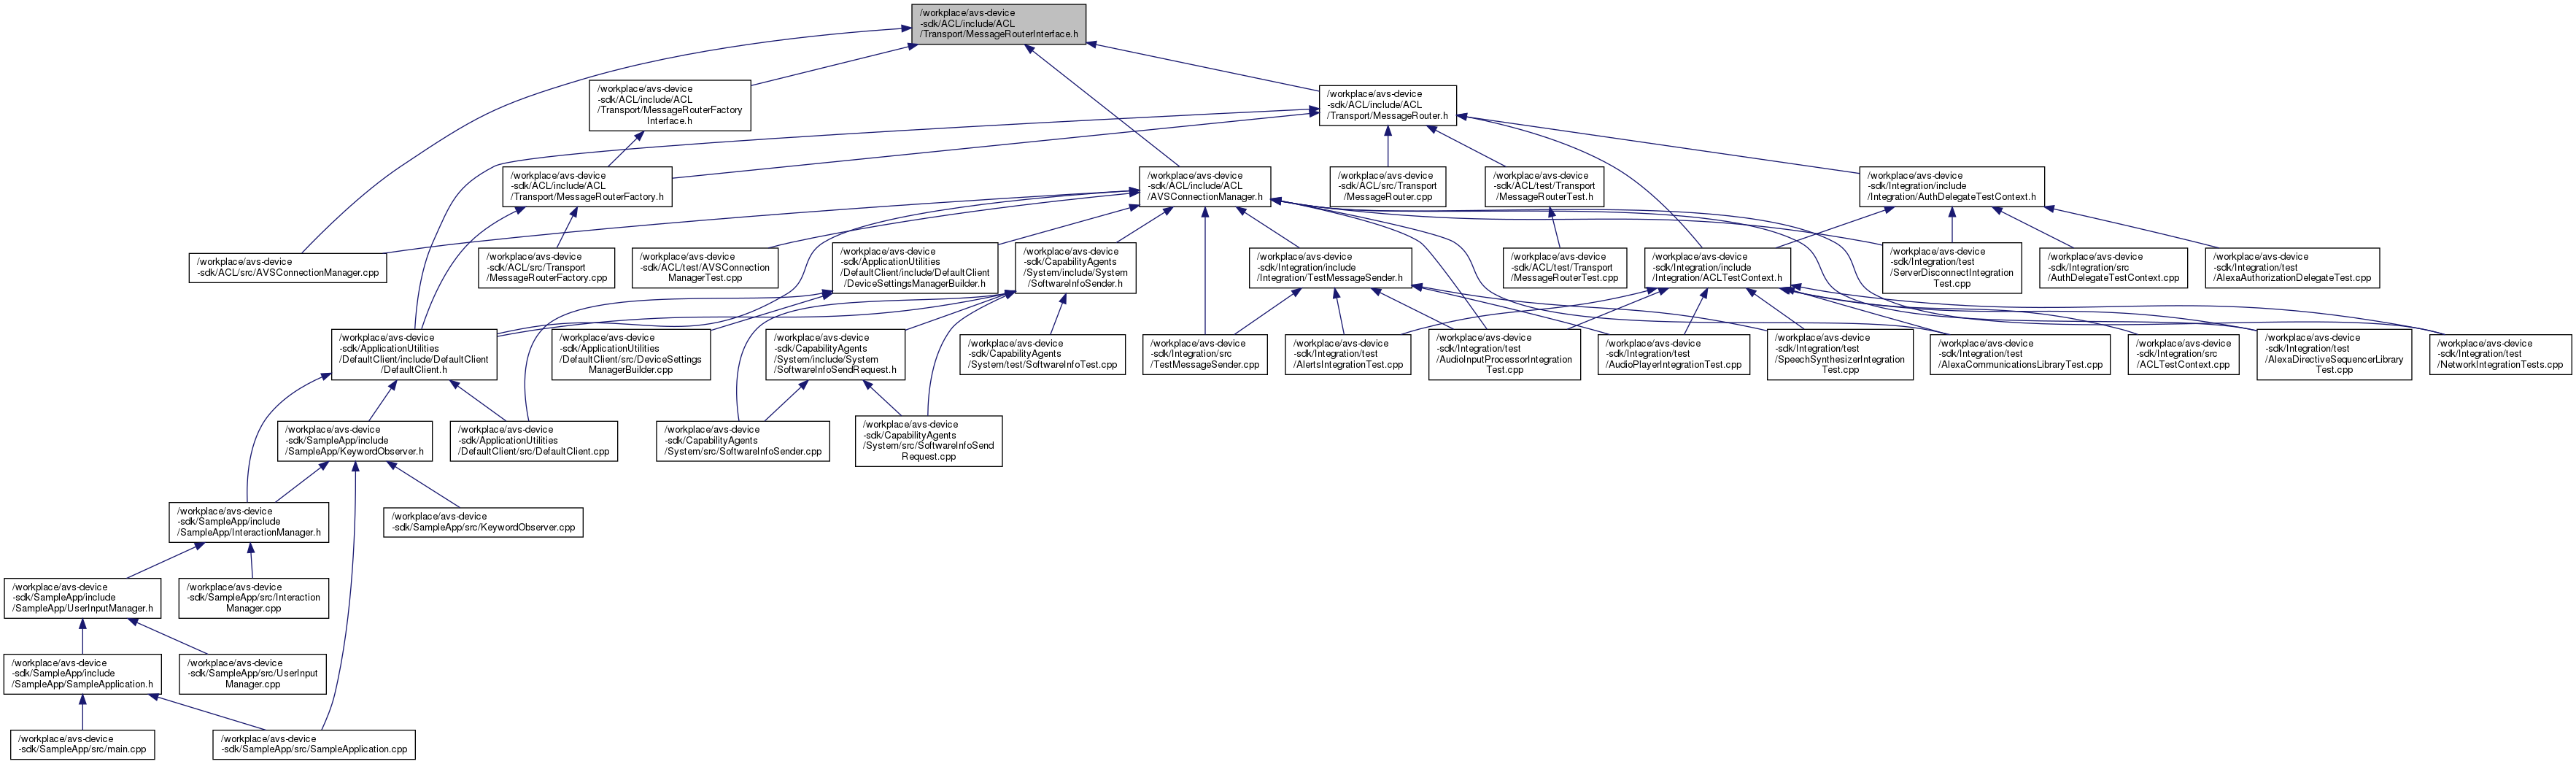 /workplace/avs-device
-sdk/ACL/include/ACL
/Transport/MessageRouterInterface.h
/workplace/avs-device
-sdk/ACL/include/ACL
/Transport/MessageRouterFactory
Interface.h
/workplace/avs-device
-sdk/ACL/include/ACL
/Transport/MessageRouter.h
/workplace/avs-device
-sdk/ACL/include/ACL
/Transport/MessageRouterFactory.h
/workplace/avs-device
-sdk/ACL/include/ACL
/AVSConnectionManager.h
/workplace/avs-device
-sdk/ACL/src/Transport
/MessageRouter.cpp
/workplace/avs-device
-sdk/ACL/test/Transport
/MessageRouterTest.h
/workplace/avs-device
-sdk/Integration/include
/Integration/AuthDelegateTestContext.h
/workplace/avs-device
-sdk/ACL/src/AVSConnectionManager.cpp
/workplace/avs-device
-sdk/ACL/src/Transport
/MessageRouterFactory.cpp
/workplace/avs-device
-sdk/ACL/test/AVSConnection
ManagerTest.cpp
/workplace/avs-device
-sdk/ApplicationUtilities
/DefaultClient/include/DefaultClient
/DeviceSettingsManagerBuilder.h
/workplace/avs-device
-sdk/CapabilityAgents
/System/include/System
/SoftwareInfoSender.h
/workplace/avs-device
-sdk/Integration/include
/Integration/TestMessageSender.h
/workplace/avs-device
-sdk/ACL/test/Transport
/MessageRouterTest.cpp
/workplace/avs-device
-sdk/Integration/include
/Integration/ACLTestContext.h
/workplace/avs-device
-sdk/Integration/test
/ServerDisconnectIntegration
Test.cpp
/workplace/avs-device
-sdk/Integration/src
/AuthDelegateTestContext.cpp
/workplace/avs-device
-sdk/Integration/test
/AlexaAuthorizationDelegateTest.cpp
/workplace/avs-device
-sdk/ApplicationUtilities
/DefaultClient/include/DefaultClient
/DefaultClient.h
/workplace/avs-device
-sdk/ApplicationUtilities
/DefaultClient/src/DeviceSettings
ManagerBuilder.cpp
/workplace/avs-device
-sdk/CapabilityAgents
/System/include/System
/SoftwareInfoSendRequest.h
/workplace/avs-device
-sdk/CapabilityAgents
/System/test/SoftwareInfoTest.cpp
/workplace/avs-device
-sdk/Integration/src
/TestMessageSender.cpp
/workplace/avs-device
-sdk/Integration/test
/AlertsIntegrationTest.cpp
/workplace/avs-device
-sdk/Integration/test
/AudioInputProcessorIntegration
Test.cpp
/workplace/avs-device
-sdk/Integration/test
/AudioPlayerIntegrationTest.cpp
/workplace/avs-device
-sdk/Integration/test
/SpeechSynthesizerIntegration
Test.cpp
/workplace/avs-device
-sdk/Integration/test
/AlexaCommunicationsLibraryTest.cpp
/workplace/avs-device
-sdk/Integration/src
/ACLTestContext.cpp
/workplace/avs-device
-sdk/Integration/test
/AlexaDirectiveSequencerLibrary
Test.cpp
/workplace/avs-device
-sdk/Integration/test
/NetworkIntegrationTests.cpp
/workplace/avs-device
-sdk/SampleApp/include
/SampleApp/KeywordObserver.h
/workplace/avs-device
-sdk/ApplicationUtilities
/DefaultClient/src/DefaultClient.cpp
/workplace/avs-device
-sdk/CapabilityAgents
/System/src/SoftwareInfoSender.cpp
/workplace/avs-device
-sdk/CapabilityAgents
/System/src/SoftwareInfoSend
Request.cpp
/workplace/avs-device
-sdk/SampleApp/include
/SampleApp/InteractionManager.h
/workplace/avs-device
-sdk/SampleApp/src/KeywordObserver.cpp
/workplace/avs-device
-sdk/SampleApp/include
/SampleApp/UserInputManager.h
/workplace/avs-device
-sdk/SampleApp/src/Interaction
Manager.cpp
/workplace/avs-device
-sdk/SampleApp/include
/SampleApp/SampleApplication.h
/workplace/avs-device
-sdk/SampleApp/src/UserInput
Manager.cpp
/workplace/avs-device
-sdk/SampleApp/src/main.cpp
/workplace/avs-device
-sdk/SampleApp/src/SampleApplication.cpp